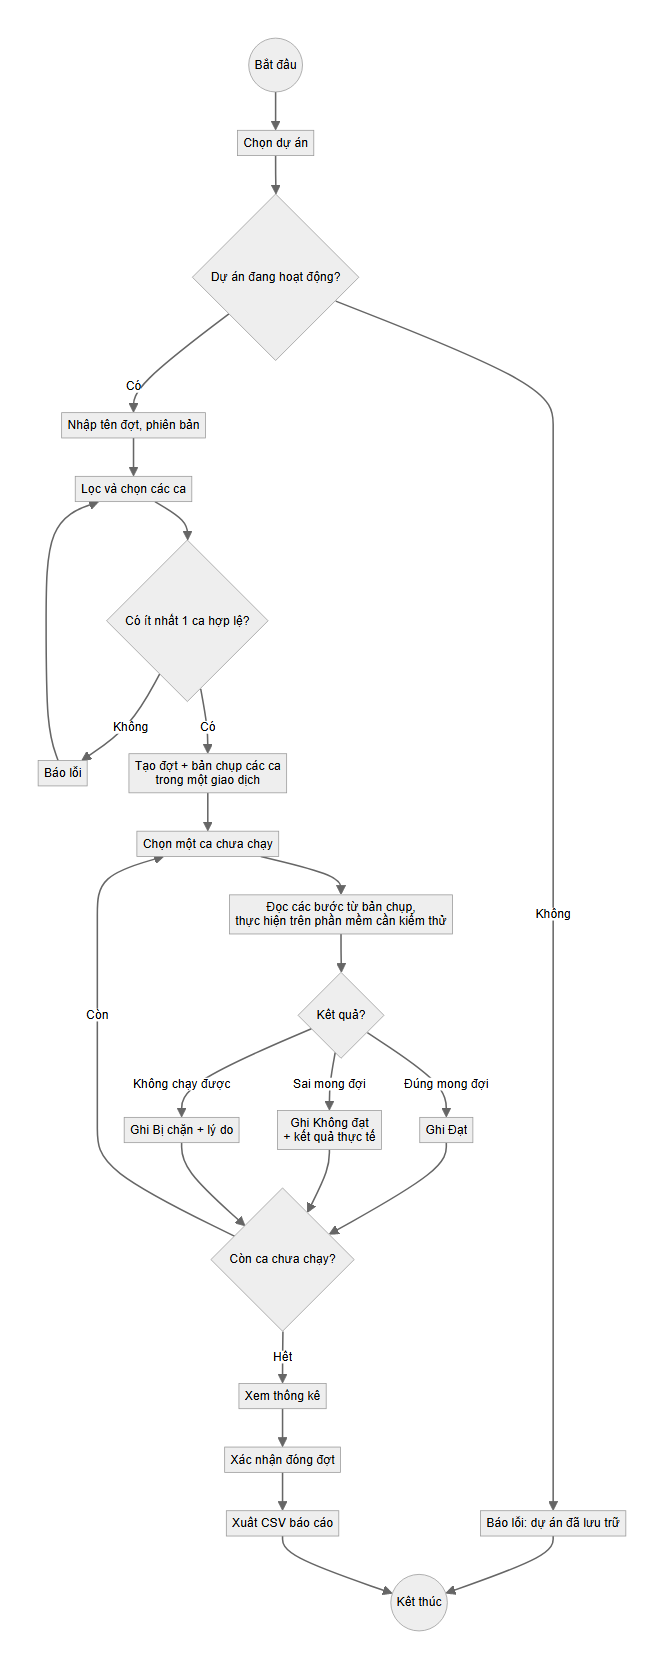 Bắt đầu
Chọn dự án
Dự án đang hoạt động?
Có
Nhập tên đợt, phiên bản
Lọc và chọn các ca
Có ít nhất 1 ca hợp lệ?
Không
Có
Báo lỗi
Tạo đợt + bản chụp các ca
trong một giao dịch
Chọn một ca chưa chạy
Đọc các bước từ bản chụp,
thực hiện trên phần mềm cần kiểm thử
Không
Còn
Kết quả?
Không chạy được
Sai mong đợi
Đúng mong đợi
Ghi Bị chặn + lý do
Ghi Không đạt
+ kết quả thực tế
Ghi Đạt
Còn ca chưa chạy?
Hết
Xem thống kê
Xác nhận đóng đợt
Xuất CSV báo cáo
Báo lỗi: dự án đã lưu trữ
Kết thúc